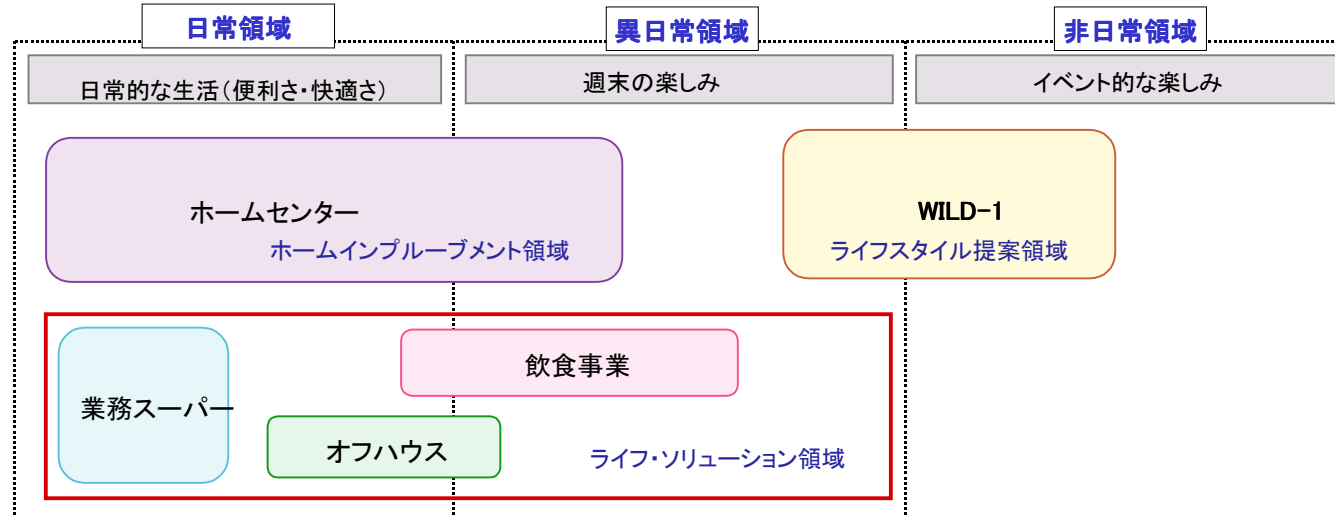 日常領域
異日常領域
非日常領域
日常的な生活（便利さ・快適さ）
週末の楽しみ
イベント的な楽しみ
ホームセンター
ホームインプルーブメント領域
WILD-1
ライフスタイル提案領域
飲食事業
業務スーパー
オフハウス
ライフ・ソリューション領域